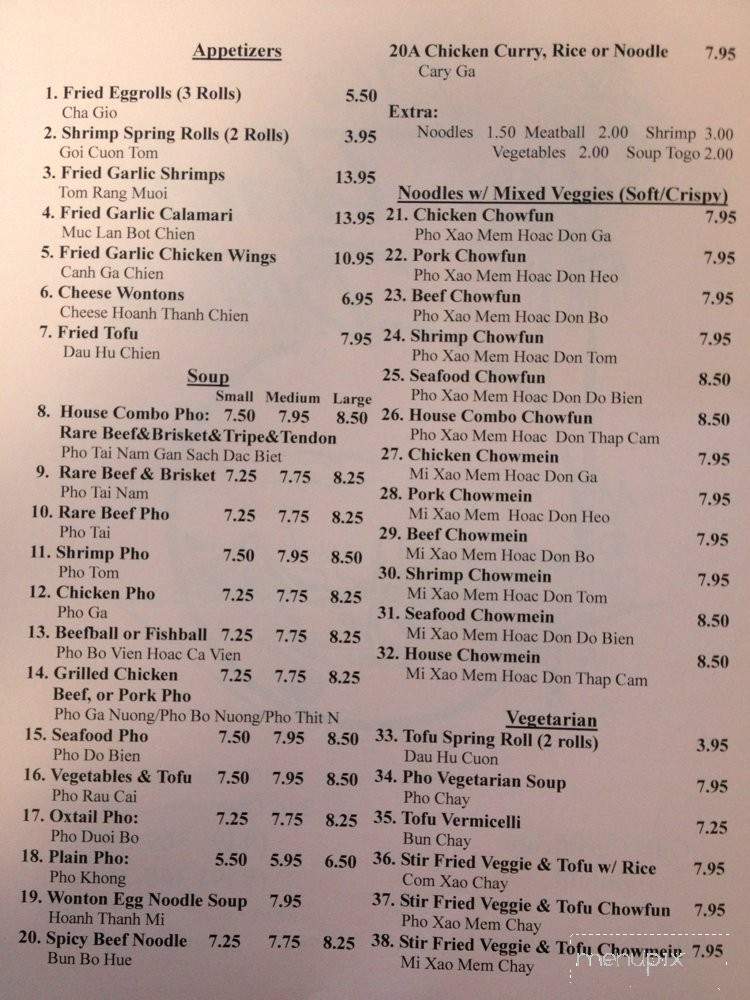 Appetizers
1. Fried Eggrolls (3 Rolls) 5.50
Cha Gio
2. Shrimp Spring Rolls (2 Rolls) 3.95
Goi Cuon Tom
3. Fried Garlic Shrimps 13.95
Tom Rang Muoi
4. Fried Garlic Calamari 13.95
Muc Lan Bot Chien
5. Fried Garlic Chicken Wings 10.95
Canh Ga Chien
6. Cheese Wontons 6.95
Cheese Hoanh Thanh Chien
7. Fried Tofu 7.95
Dau Hu Chien
Soup
Small Medium Large
8. House Combo Pho: 7.50 7.95 8.50
Rare Beef&Brisket&Tripe&Tendon
Pho Tai Nam Gan Sach Dac Biet
9. Rare Beef & Brisket 7.25 7.75 8.25
Pho Tai Nam
10. Rare Beef Pho 7.25 7.75 8.25
Pho Tai
11. Shrimp Pho 7.50 7.95 8.50
Pho Tom
12. Chicken Pho 7.25 7.75 8.25
Pho Ga
13. Beefball or Fishball 7.25 7.75 8.25
Pho Bo Vien Hoac Ca Vien
14. Grilled Chicken 7.25 7.75 8.25
Beef, or Pork Pho
Pho Ga Nuong/Pho Bo Nuong/Pho Thit N
15. Seafood Pho 7.50 7.95 8.50
Pho Do Bien
16. Vegetables & Tofu 7.50 7.95 8.50
Pho Rau Cai
17. Oxtail Pho: 7.25 7.75 8.25
Pho Duoi Bo
18. Plain Pho: 5.50 5.95 6.50
Pho Khong
19. Wonton Egg Noodle Soup 7.95
Hoanh Thanh Mi
20. Spicy Beef Noodle 7.25 7.75 8.25
Bun Bo Hue
20A Chicken Curry, Rice or Noodle 7.95
Cary Ga
Extra:
Noodles 1.50 Meatball 2.00 Shrimp 3.00
Vegetables 2.00 Soup Togo 2.00
Noodles w/ Mixed Veggies (Soft/Crispy)
21. Chicken Chowfun 7.95
Pho Xao Mem Hoac Don Ga
22. Pork Chowfun 7.95
Pho Xao Mem Hoac Don Heo
23. Beef Chowfun 7.95
Pho Xao Mem Hoac Don Bo
24. Shrimp Chowfun 7.95
Pho Xao Mem Hoac Don Tom
25. Seafood Chowfun 8.50
Pho Xao Mem Hoac Don Do Bien
26. House Combo Chowfun 8.50
Pho Xao Mem Hoac Don Thap Cam
27. Chicken Chowmein 7.95
Mi Xao Mem Hoac Don Ga
28. Pork Chowmein 7.95
Mi Xao Mem Hoac Don Heo
29. Beef Chowmein 7.95
Mi Xao Mem Hoac Don Bo
30. Shrimp Chowmein 7.95
Mi Xao Mem Hoac Don Tom
31. Seafood Chowmein 8.50
Mi Xao Mem Hoac Don Do Bien
32. House Chowmein 8.50
Mi Xao Mem Hoac Don Thap Cam
Vegetarian
33. Tofu Spring Roll (2 rolls) 3.95
Dau Hu Cuon
34. Pho Vegetarian Soup 7.95
Pho Chay
35. Tofu Vermicelli 7.25
Bun Chay
36. Stir Fried Veggie & Tofu w/ Rice 7.95
Com Xao Chay
37. Stir Fried Veggie & Tofu Chowfun 7.95
Pho Xao Mem Chay
38. Stir Fried Veggie & Tofu Chowmein 7.95
Mi Xao Mem Chay
menupix